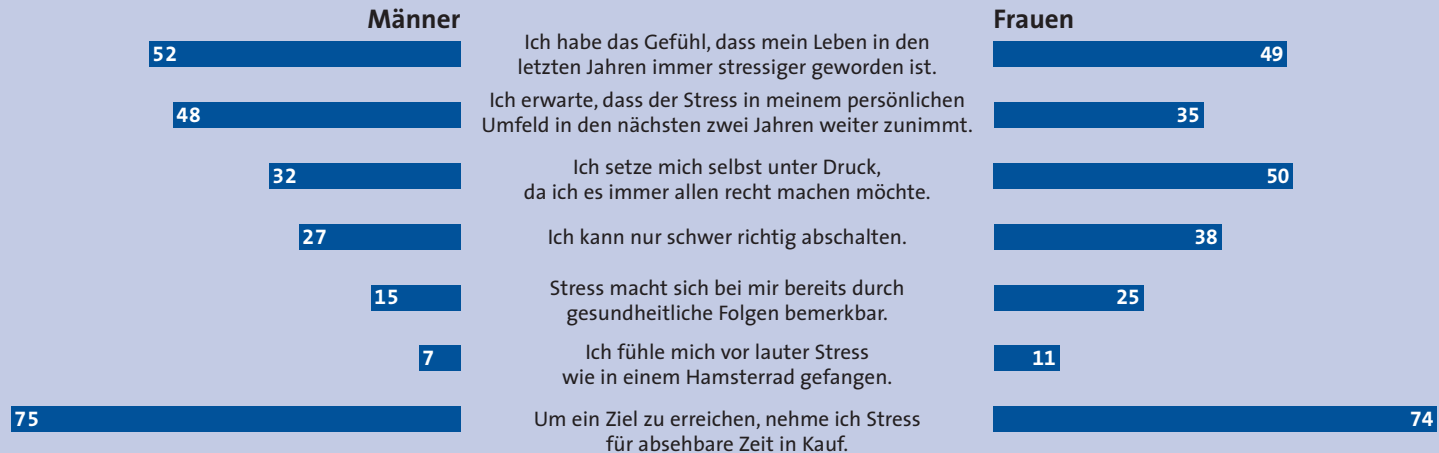 Männer
Frauen
52
Ich habe das Gefühl, dass mein Leben in den
letzten Jahren immer stressiger geworden ist.
49
48
Ich erwarte, dass der Stress in meinem persönlichen
Umfeld in den nächsten zwei Jahren weiter zunimmt.
35
32
Ich setze mich selbst unter Druck,
da ich es immer allen recht machen möchte.
50
27
Ich kann nur schwer richtig abschalten.
38
15
Stress macht sich bei mir bereits durch
gesundheitliche Folgen bemerkbar.
25
7
Ich fühle mich vor lauter Stress
wie in einem Hamsterrad gefangen.
11
75
Um ein Ziel zu erreichen, nehme ich Stress
für absehbare Zeit in Kauf.
74